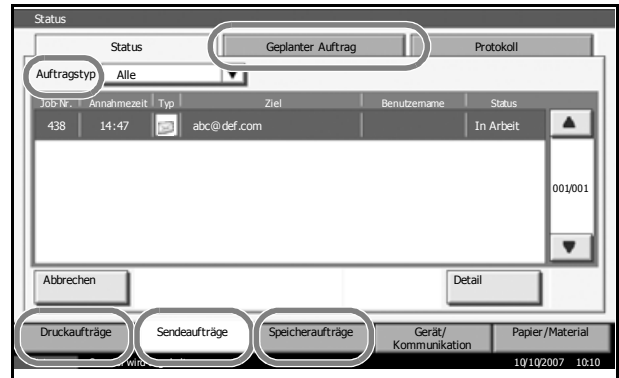 Status
Status Geplanter Auftrag Protokoll
Auftragstyp Alle
Job-Nr. Annahmezeit Typ Ziel Benutzername Status
438 14:47 abc@def.com In Arbeit
001/001
Abbrechen Detail
Druckaufträge Sendeaufträge Speicheraufträge Gerät/ Papier/Material
Kommunikation
wird 10/10/2007 10:10